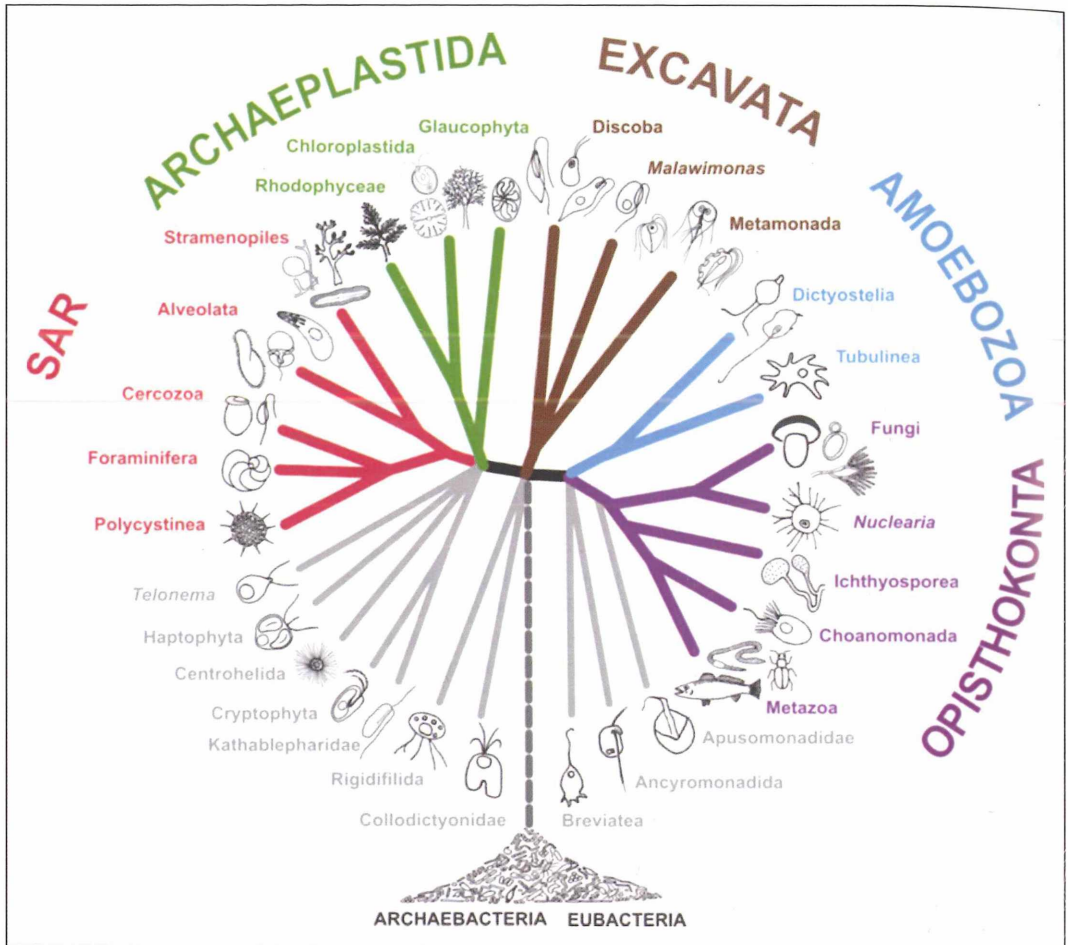 ARCHAEPLASTIDA
EXCAVATA
AMOEBOZOA
OPISTHOKONTA
SAR
Glaucophyta
Chloroplastida
Rhodophyceae
Stramenopiles
Alveolata
Cercozoa
Foraminifera
Polycystinea
Telonema
Haptophyta
Centrohelida
Cryptophyta
Kathablepharidae
Rigidifilida
Collodictyonidae
Discoba
Malawimonas
Metamonada
Dictyostelia
Tubulinea
Fungi
Nuclearia
Ichthyosporea
Choanomonada
Metazoa
Apusomonadidae
Ancyromonadida
Breviatea
ARCHAEBACTERIA EUBACTERIA